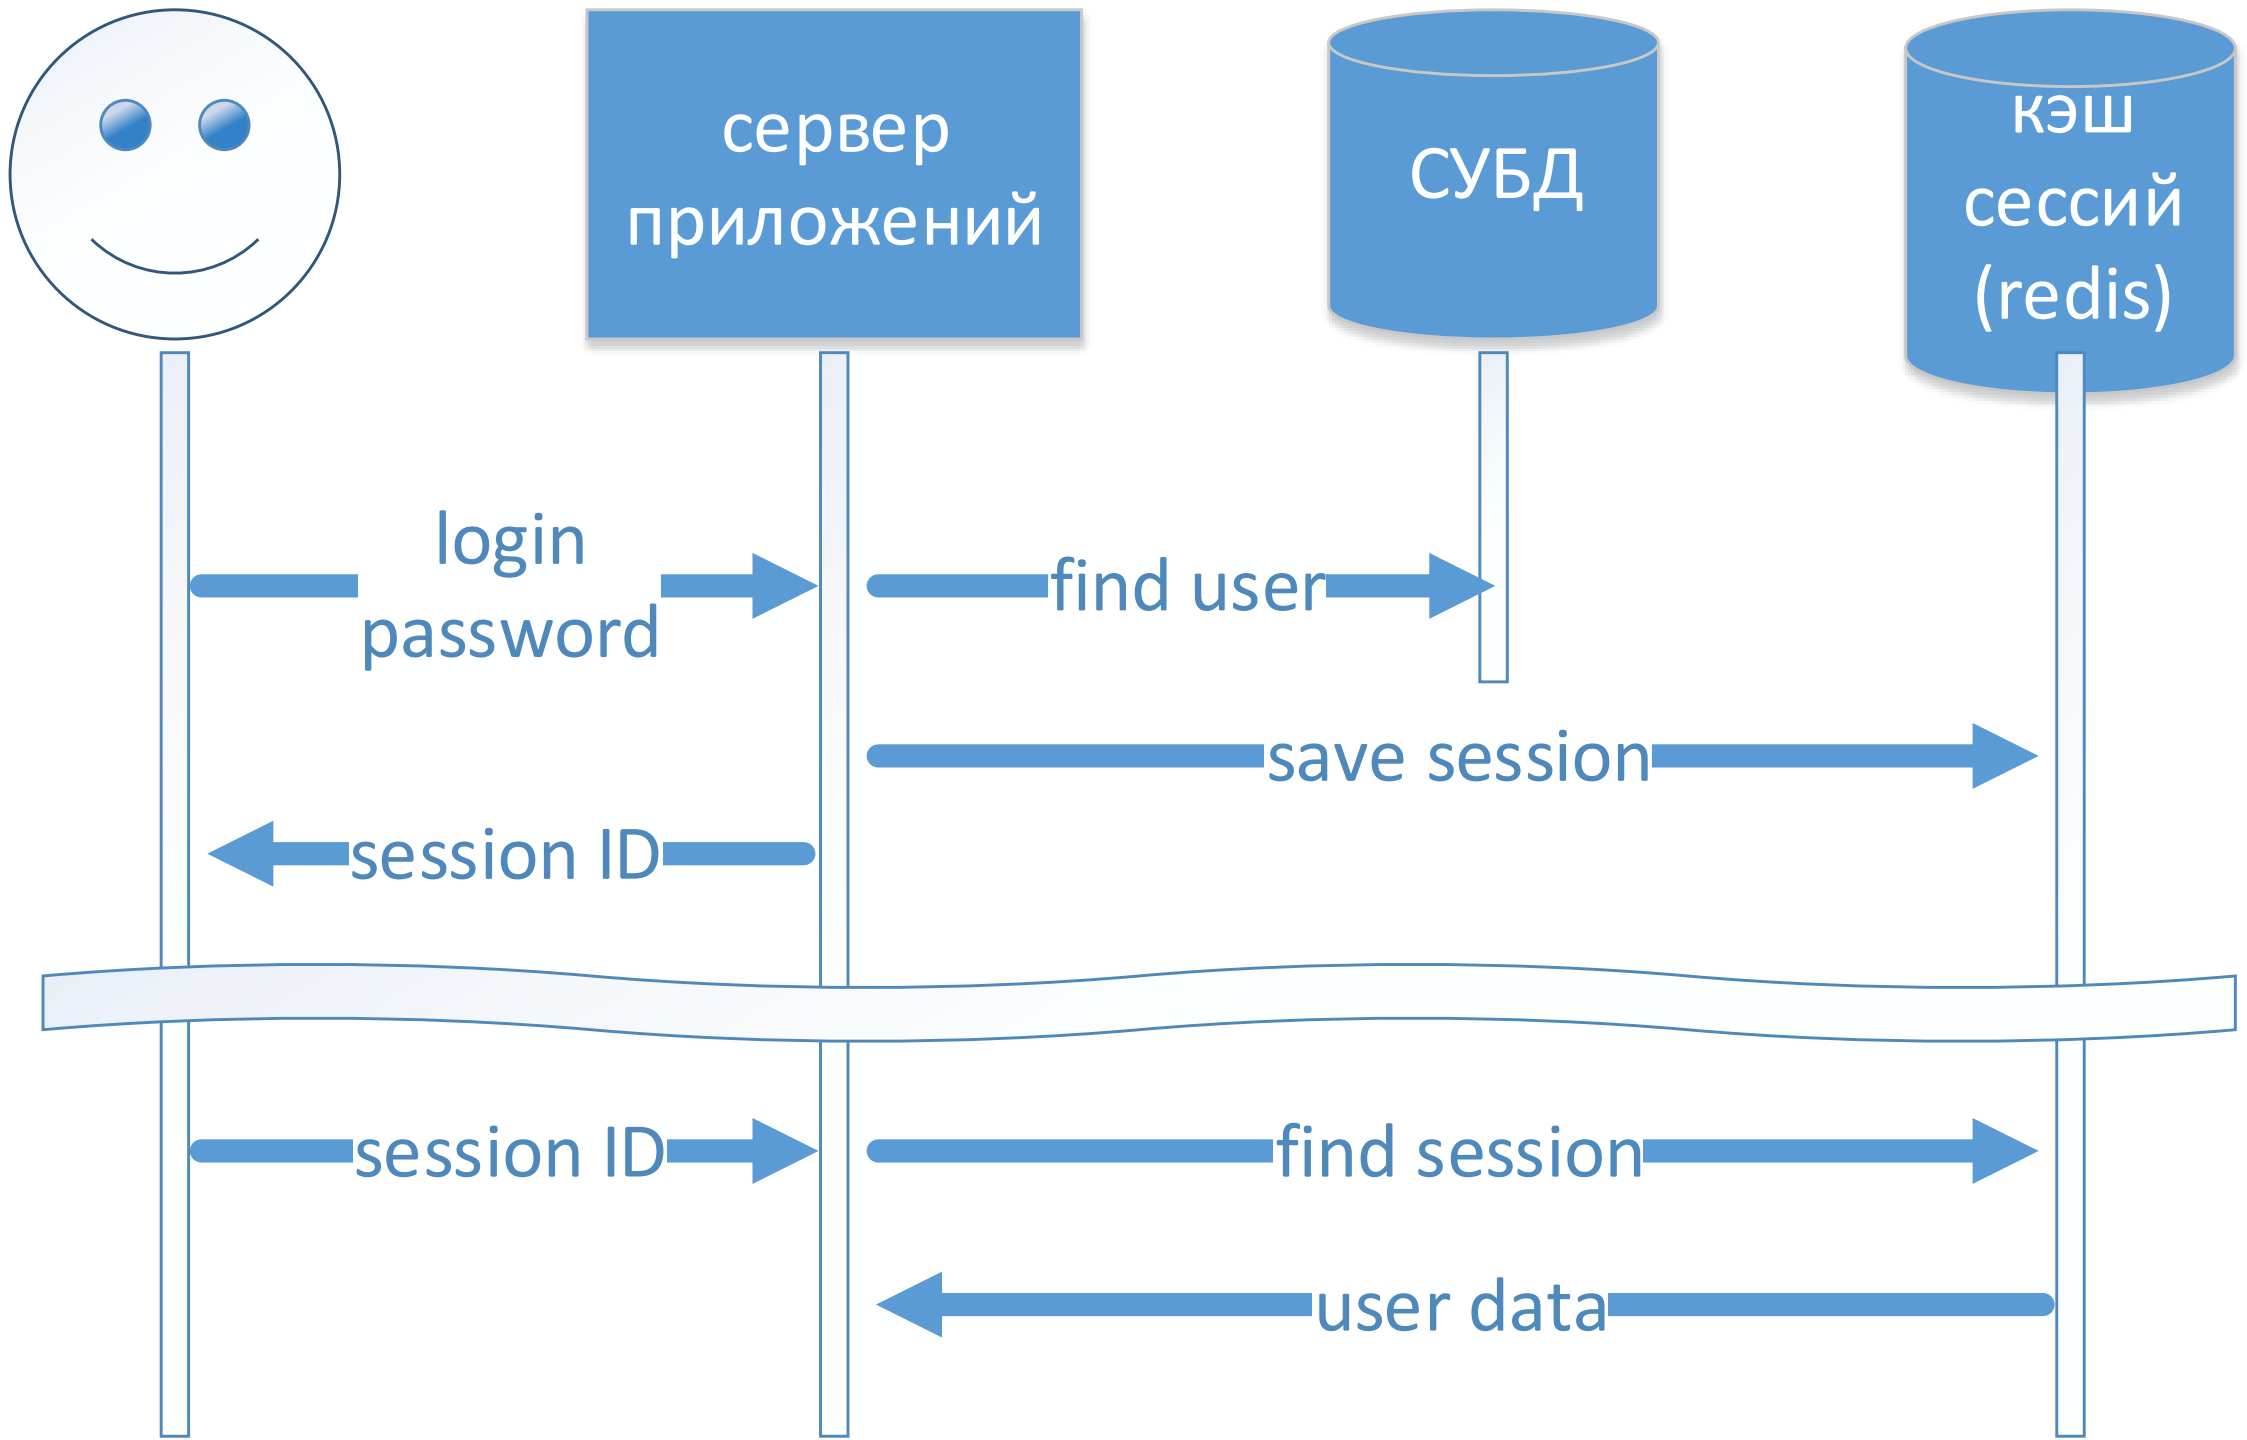 сервер
приложений
СУБД
кэш
сессий
(redis)
login
password
find user
save session
session ID
session ID
find session
user data